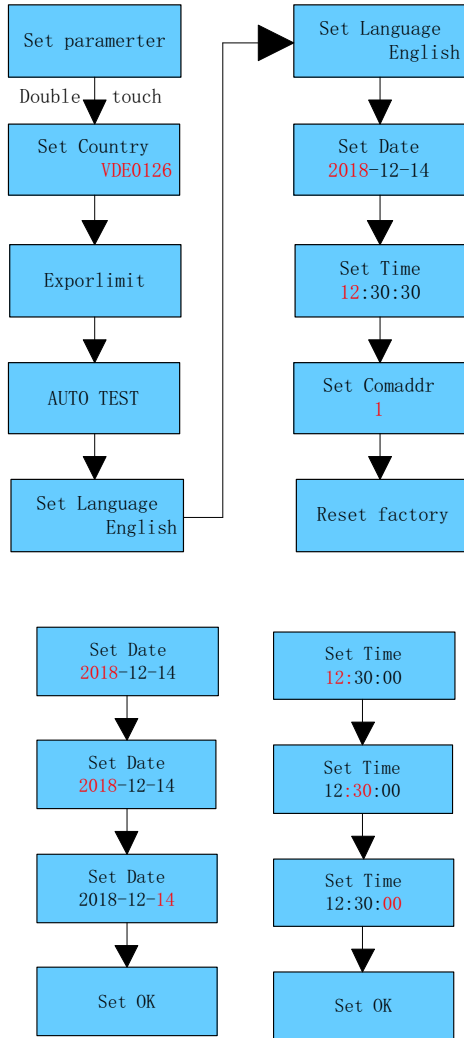 Set paramerter
Double touch
Set Country
VDE0126
Exporlimit
AUTO TEST
Set Language
English
Set Language
English
Set Date
2018-12-14
Set Time
12:30:30
Set Comaddr
1
Reset factory
Set Date
2018-12-14
Set Date
2018-12-14
Set Date
2018-12-14
Set OK
Set Time
12:30:00
Set Time
12:30:00
Set Time
12:30:00
Set OK